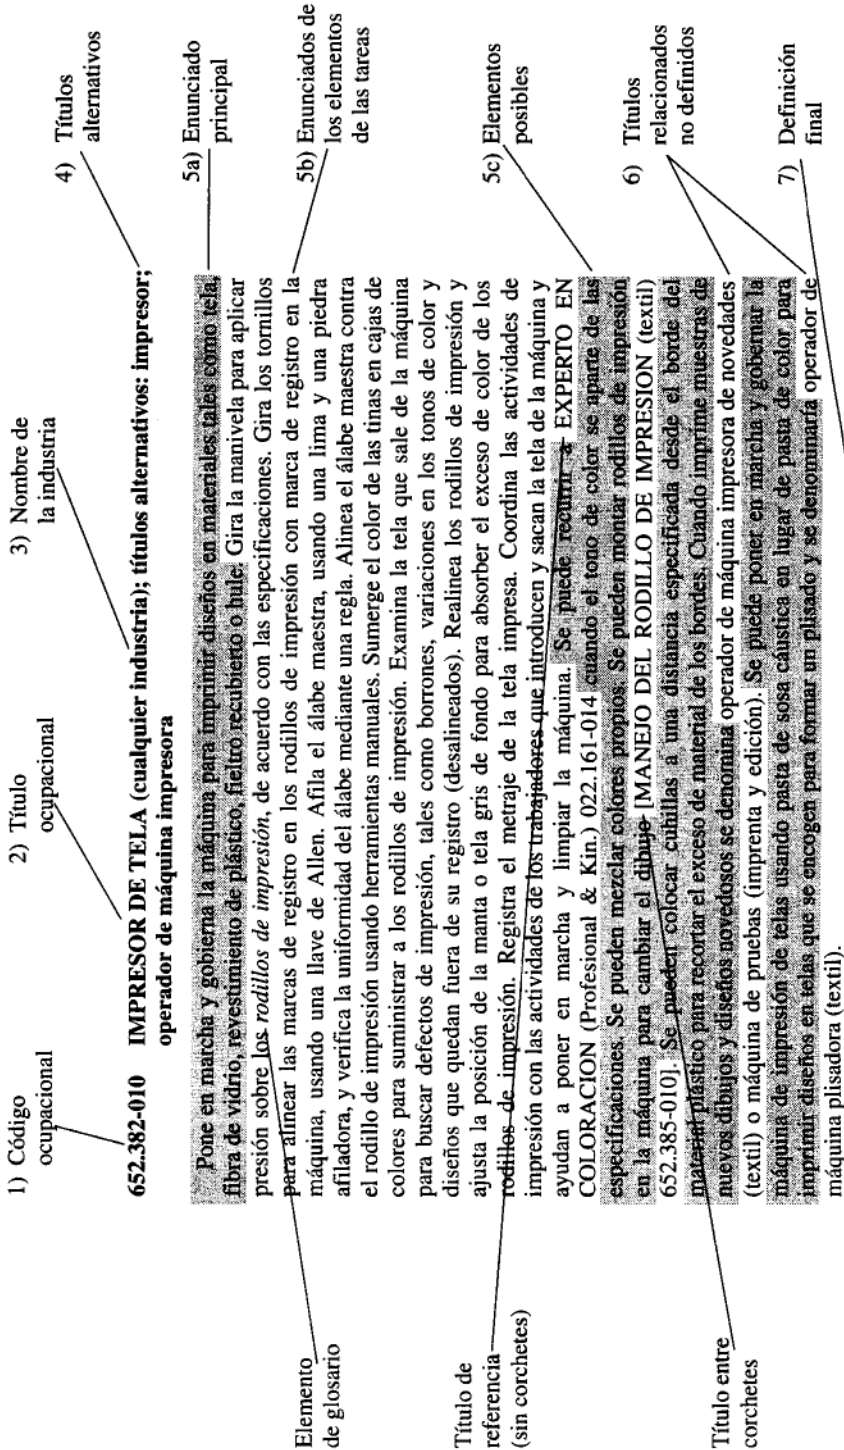 1) Código
ocupacional
2) Título
ocupacional
3) Nombre de
la industria
4) Títulos
alternativos
652.382-010 IMPRESOR DE TELA (cualquier industria); títulos alternativos: impresor;
operador de máquina impresora
Pone en marcha y gobierna la máquina para imprimir diseños en materiales tales como tela,
fibra de vidrio, revestimiento de plástico, fieltro recubierto o hule. Gira la manivela para aplicar
presión sobre los rodillos de impresión, de acuerdo con las especificaciones. Gira los tornillos
para alinear las marcas de registro en los rodillos de impresión con marca de registro en la
máquina, usando una llave de Allen. Afila el álabe maestra, usando una lima y una piedra
afiladora, y verifica la uniformidad del álabe mediante una regla. Alinea el álabe maestra contra
el rodillo de impresión usando herramientas manuales. Sumerge el color de las tinas en cajas de
colores para suministrar a los rodillos de impresión. Examina la tela que sale de la máquina
para buscar defectos de impresión, tales como borrones, variaciones en los tonos de color y
diseños que quedan fuera de su registro (desalineados). Realinea los rodillos de impresión y
ajusta la posición de la manta o tela gris de fondo para absorber el exceso de color de los
rodillos de impresión. Registra el metraje de la tela impresa. Coordina las actividades de
impresión con las actividades de los trabajadores que introducen y sacan la tela de la máquina y
ayudan a poner en marcha y limpiar la máquina. Se puede recurrir a EXPERTO EN
COLORACION (Profesional & Kin.) 022.161-014 cuando el tono de color se aparte de las
especificaciones. Se pueden mezclar colores propios. Se pueden montar rodillos de impresión
en la máquina para cambiar el dibujo [MANEJO DEL RODILLO DE IMPRESION (textil)
652.385-010]. Se pueden colocar cuhillas a una distancia especificada desde el borde del
material plástico para recortar el exceso de material de los bordes. Cuando imprime muestras de
nuevos dibujos y diseños novedosos se denomina operador de máquina impresora de novedades
(textil) o máquina de pruebas (imprenta y edición). Se puede poner en marcha y gobernar la
máquina de impresión de telas usando pasta de sosa cáustica en lugar de pasta de color para
imprimir diseños en telas que se encogen para formar un plisado y se denominaría operador de
máquina plisadora (textil).
5a) Enunciado
principal
5b) Enunciados de
los elementos
de las tareas
5c) Elementos
posibles
6) Títulos
relacionados
no definidos
7) Definición
final
Elemento
de glosario
Título de
referencia
(sin corchetes)
Título entre
corchetes